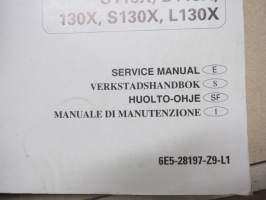 130X, S130X, L130X
SERVICE MANUAL E
VERKSTADSHANDBOK S
HUOLTO-OHJE SF
MANUALE DI MANUTENZIONE I
6E5-28197-Z9-L1